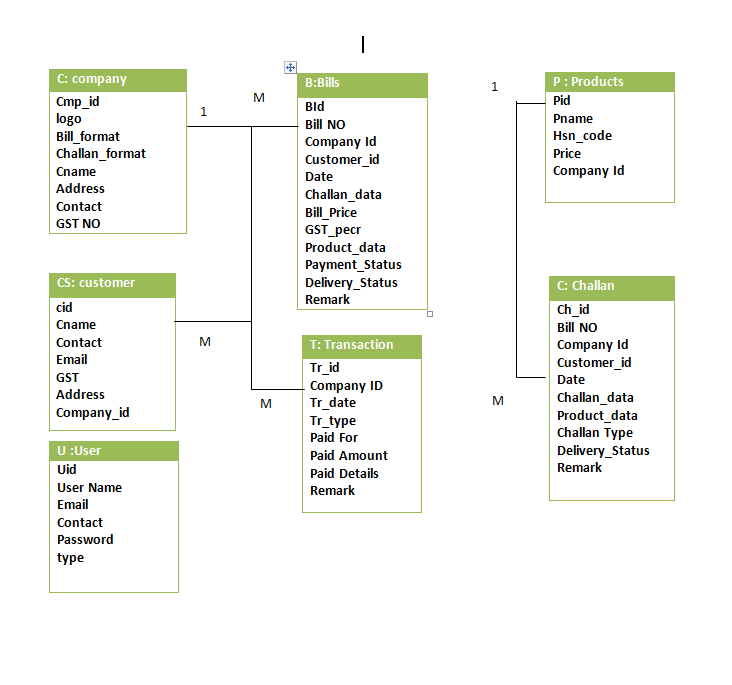 C: company
Cmp_id
logo
Bill_format
Challan_format
Cname
Address
Contact
GST NO
1
M
B:Bills
BId
Bill NO
Company Id
Customer_id
Date
Challan_data
Bill_Price
GST_pecr
Product_data
Payment_Status
Delivery_Status
Remark
1
P : Products
Pid
Pname
Hsn_code
Price
Company Id
CS: customer
cid
Cname
Contact
Email
GST
Address
Company_id
M
T: Transaction
Tr_id
Company ID
Tr_date
Tr_type
Paid For
Paid Amount
Paid Details
Remark
M
C: Challan
Ch_id
Bill NO
Company Id
Customer_id
Date
Challan_data
Product_data
Challan Type
Delivery_Status
Remark
M
U :User
Uid
User Name
Email
Contact
Password
type